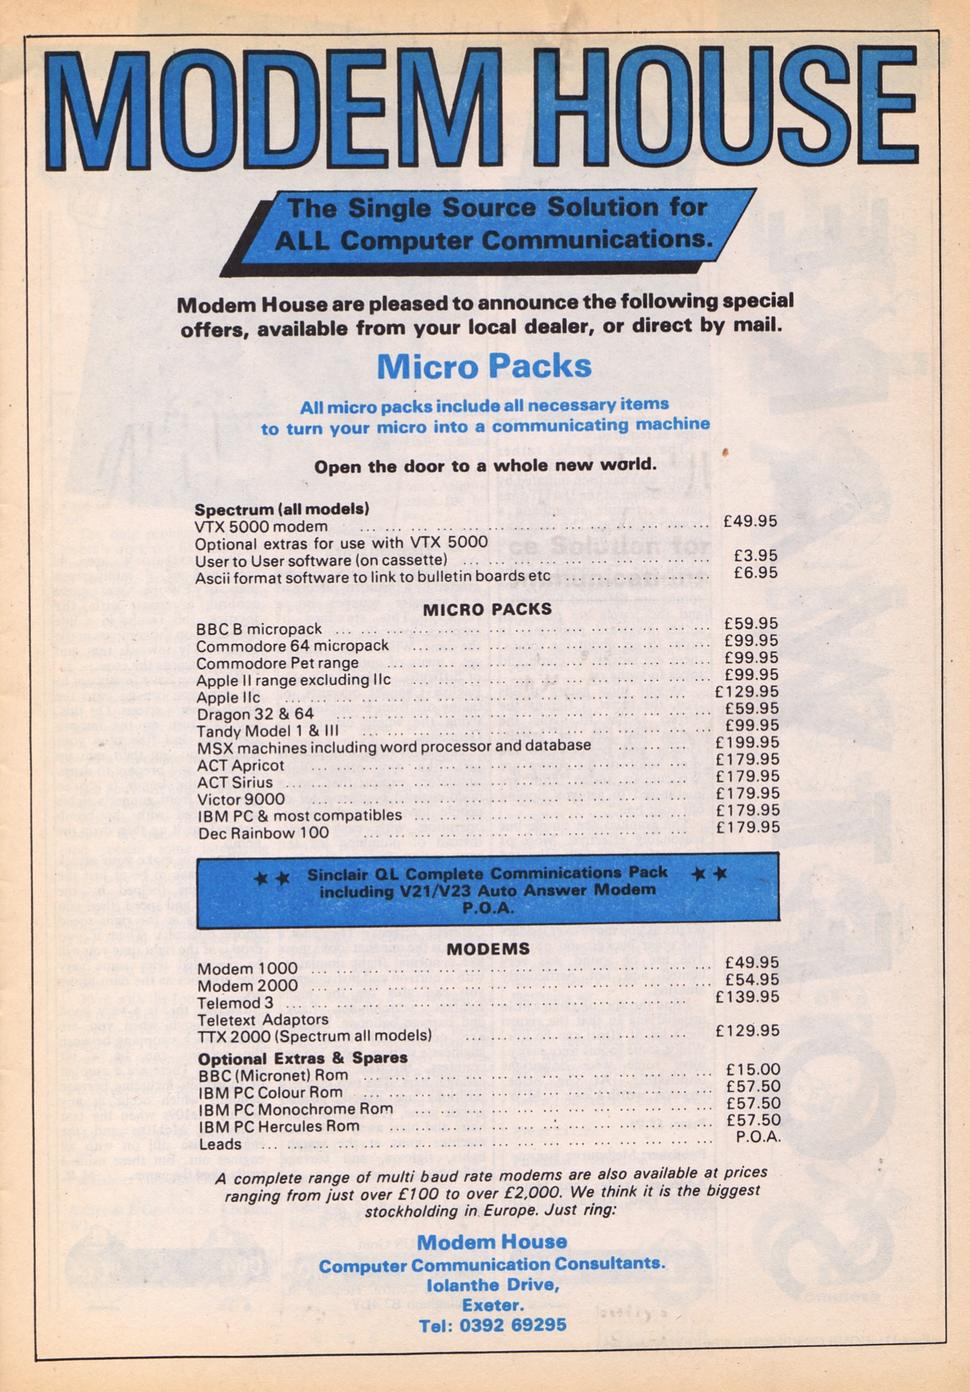 MODEM HOUSE
The Single Source Solution for
ALL Computer Communications.
Modem House are pleased to announce the following special
offers, available from your local dealer, or direct by mail.
Micro Packs
All micro packs include all necessary items
to turn your micro into a communicating machine
Open the door to a whole new world.
Spectrum (all models)
VTX 5000 modem ... £49.95
Optional extras for use with VTX 5000
User to User software (on cassette) ... £3.95
Ascii format software to link to bulletin boards etc ... £6.95
MICRO PACKS
BBC B micropack ... £59.95
Commodore 64 micropack ... £99.95
Commodore Pet range ... £99.95
Apple II range excluding IIc ... £99.95
Apple IIc ... £129.95
Dragon 32 & 64 ... £59.95
Tandy Model 1 & III ... £99.95
MSX machines including word processor and database ... £199.95
ACT Apricot ... £179.95
ACT Sirius ... £179.95
Victor 9000 ... £179.95
IBM PC & most compatibles ... £179.95
Dec Rainbow 100 ... £179.95
★★ Sinclair QL Complete Comminications Pack ★★
including V21/V23 Auto Answer Modem
P.O.A.
MODEMS
Modem 1000 ... £49.95
Modem 2000 ... £54.95
Telemod 3 ... £139.95
Teletext Adaptors
TTX 2000 (Spectrum all models) ... £129.95
Optional Extras & Spares
BBC (Micronet) Rom ... £15.00
IBM PC Colour Rom ... £57.50
IBM PC Monochrome Rom ... £57.50
IBM PC Hercules Rom ... £57.50
Leads ... P.O.A.
A complete range of multi baud rate modems are also available at prices
ranging from just over £100 to over £2,000. We think it is the biggest
stockholding in Europe. Just ring:
Modem House
Computer Communication Consultants.
Iolanthe Drive,
Exeter.
Tel: 0392 69295